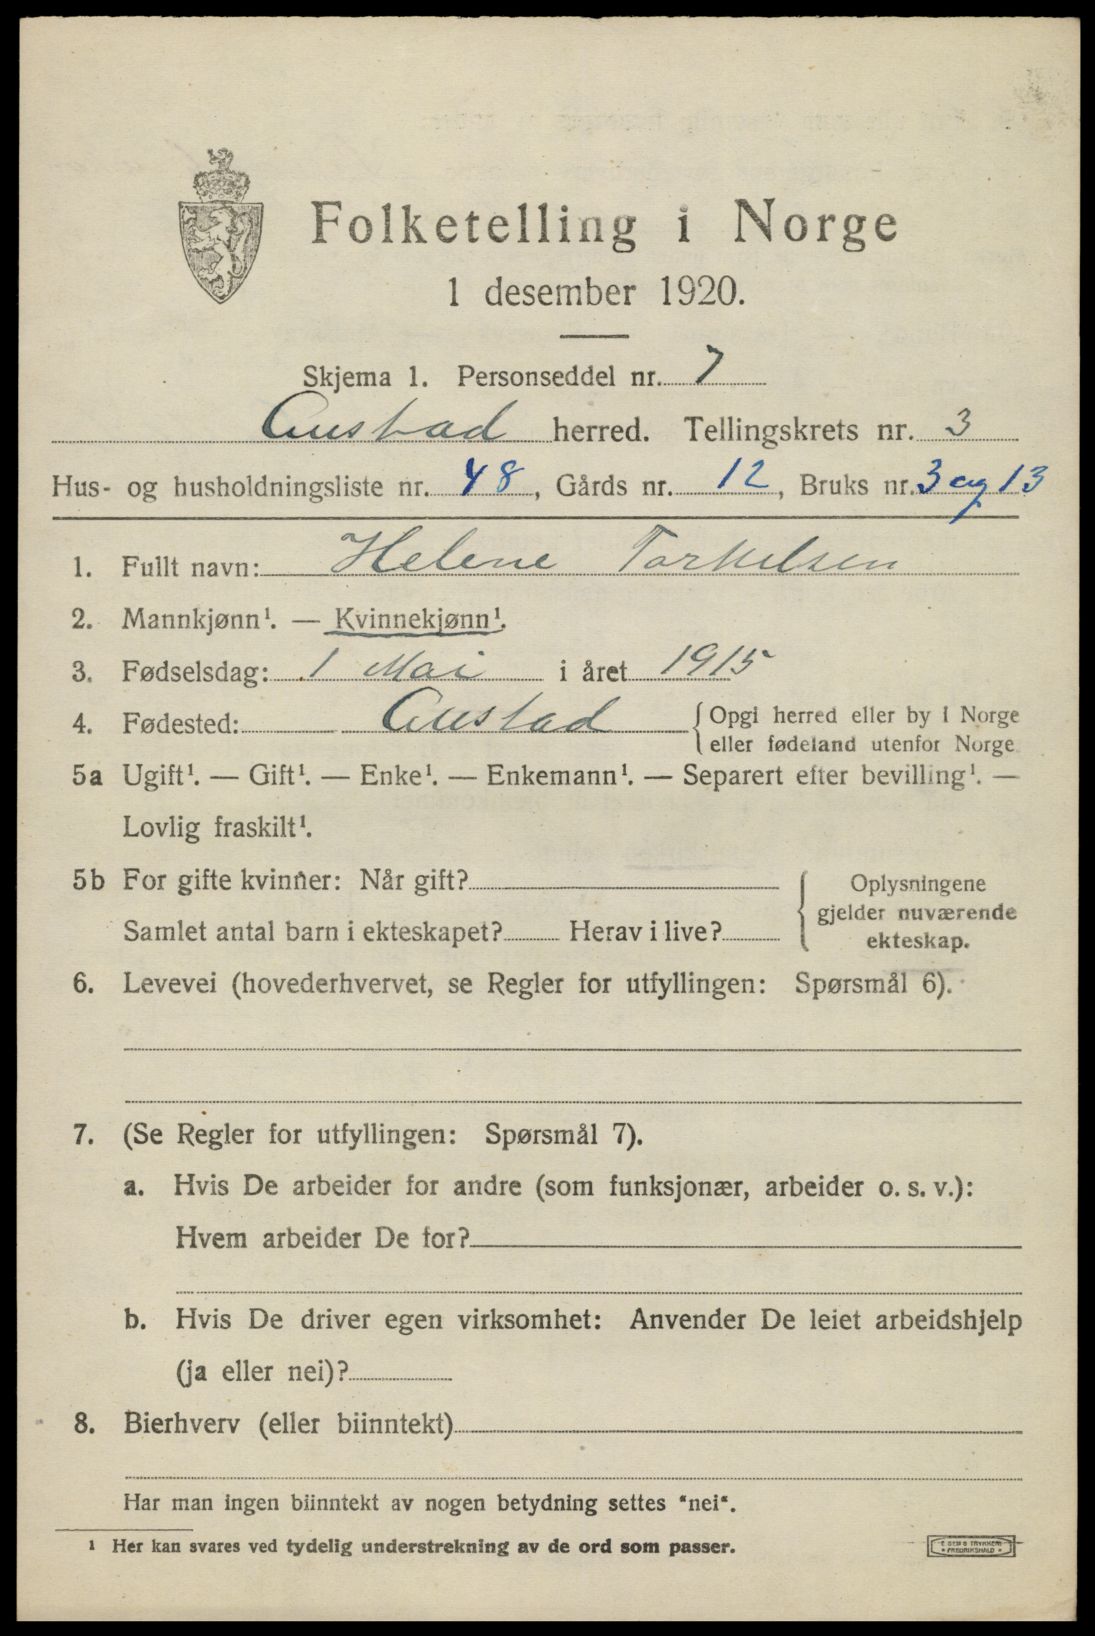 Folketelling i Norge
1 desember 1920.
Skjema 1. Personseddel nr. 7
Austad herred. Tellingskrets nr. 3
Hus- og husholdningsliste nr. 48, Gårds nr. 12, Bruks nr. 3 og 13
1. Fullt navn: Helene Torkelsen
2. Mannkjønn¹. — Kvinnekjønn¹.
3. Fødselsdag: 1 Mai i året 1915
4. Fødested: Austad {Opgi herred eller by i Norge
eller fødeland utenfor Norge
5a Ugift¹. — Gift¹. — Enke¹. — Enkemann¹. — Separert efter bevilling¹. —
Lovlig fraskilt¹.
5b For gifte kvinner: Når gift? Oplysningene
gjelder nuværende
Samlet antal barn i ekteskapet? Herav i live? ekteskap.
6. Levevei (hovederhvervet, se Regler for utfyllingen: Spørsmål 6).
7. (Se Regler for utfyllingen: Spørsmål 7).
a. Hvis De arbeider for andre (som funksjonær, arbeider o. s. v.):
Hvem arbeider De for?
b. Hvis De driver egen virksomhet: Anvender De leiet arbeidshjelp
(ja eller nei)?
8. Bierhverv (eller biinntekt)
Har man ingen biinntekt av nogen betydning settes "nei".
¹ Her kan svares ved tydelig understrekning av de ord som passer.
FREDRIKSHALD